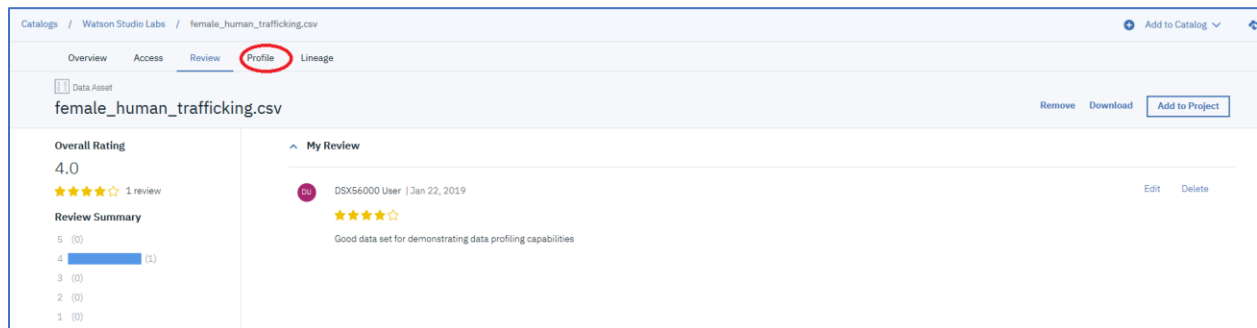 Catalogs / Watson Studio Labs / female_human_trafficking.csv
Add to Catalog
Overview Access Review Profile Lineage
Data Asset
female_human_trafficking.csv
Remove Download Add to Project
Overall Rating
4.0
1 review
Review Summary
5 (0)
4 (1)
3 (0)
2 (0)
1 (0)
My Review
DU DSX56000 User | Jan 22, 2019
Edit Delete
Good data set for demonstrating data profiling capabilities